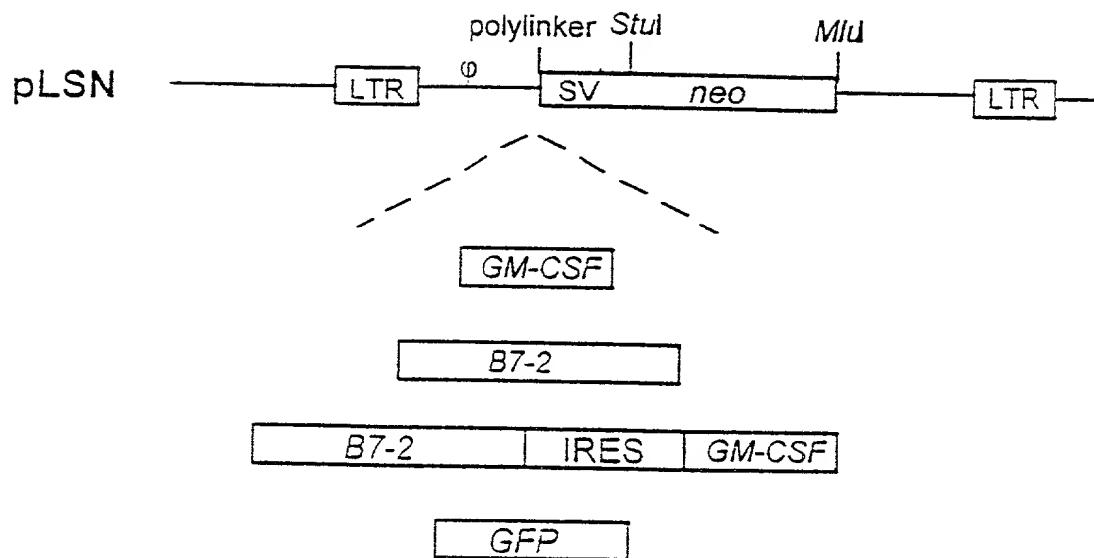 polylinker StuI MluI
pLSN LTR φ SV neo LTR
GM-CSF
B7-2
B7-2 IRES GM-CSF
GFP